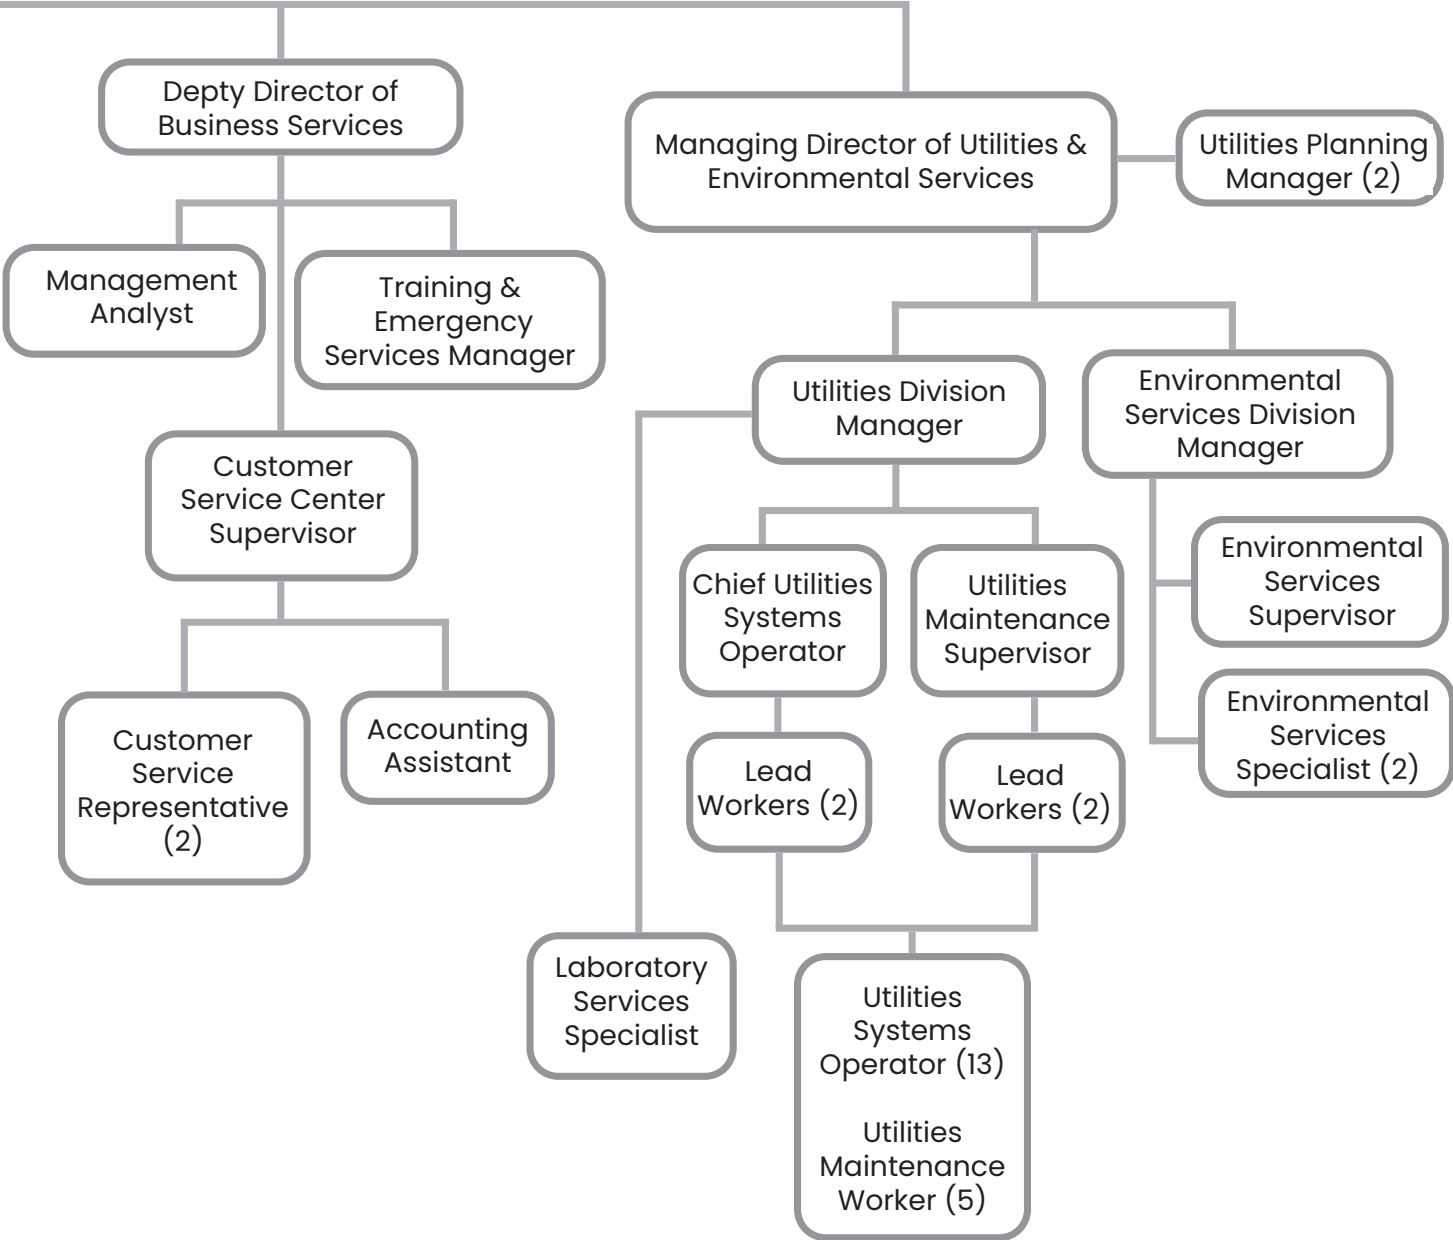 Depty Director of
Business Services
Managing Director of Utilities &
Environmental Services
Utilities Planning
Manager (2)
Management
Analyst
Training &
Emergency
Services Manager
Utilities Division
Manager
Environmental
Services Division
Manager
Customer
Service Center
Supervisor
Chief Utilities
Systems
Operator
Utilities
Maintenance
Supervisor
Environmental
Services
Supervisor
Customer
Service
Representative
(2)
Accounting
Assistant
Lead
Workers (2)
Lead
Workers (2)
Environmental
Services
Specialist (2)
Laboratory
Services
Specialist
Utilities
Systems
Operator (13)
Utilities
Maintenance
Worker (5)